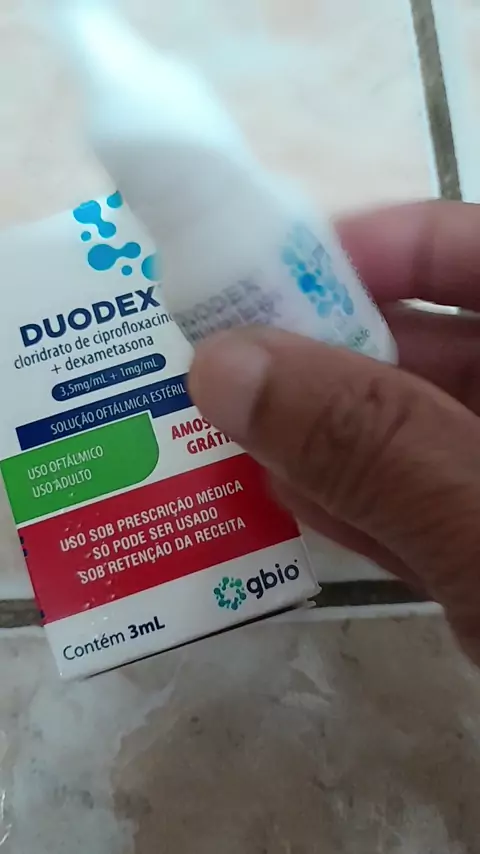 DUODEX
cloridrato de ciprofloxacino
+ dexametasona
3,5mg/mL + 1mg/mL
SOLUÇÃO OFTÁLMICA ESTÉRIL
USO OFTÁLMICO
USO ADULTO
USO SOB PRESCRIÇÃO MÉDICA
SÓ PODE SER USADO
SOB RETENÇÃO DA RECEITA
gbio
Contém 3mL
gbio